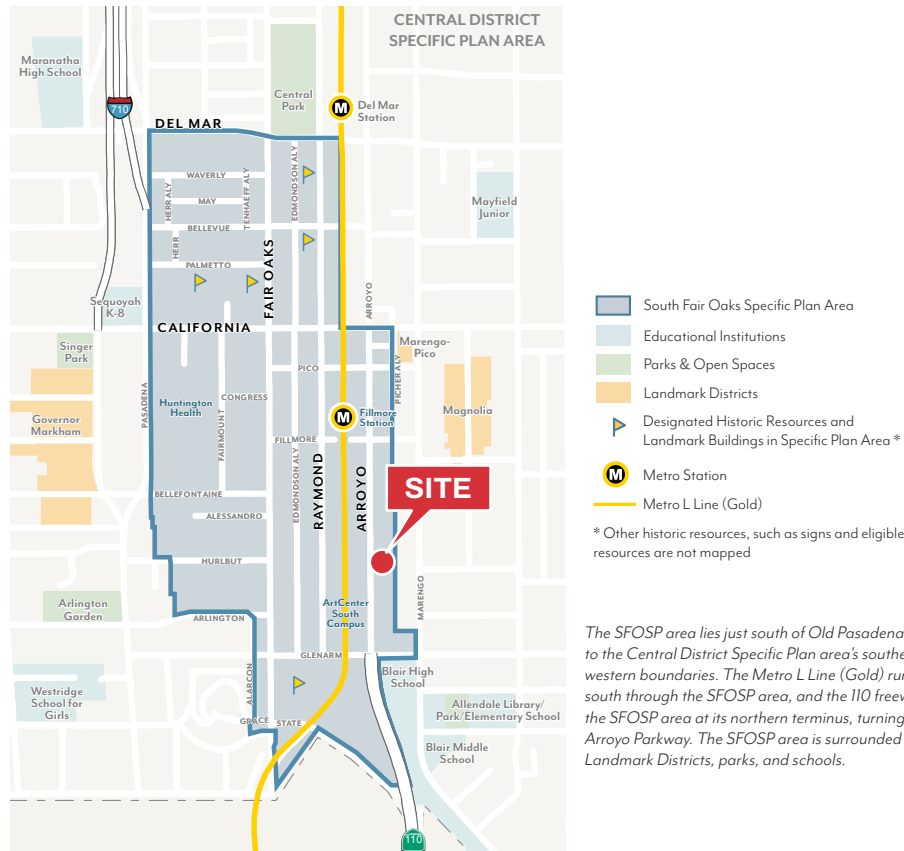 CENTRAL DISTRICT
SPECIFIC PLAN AREA
Maranatha
High School
710
Central
Park
M
Del Mar
Station
DEL MAR
WAVERLY
MAY
BELLEVUE
PALMETTO
HERR ALY
HERR
TENHAEFF ALY
EDMONDSON ALY
FAIR OAKS
Mayfield
Junior
ARROYO
Sequoyah
K-8
CALIFORNIA
Singer
Park
Marengo-
Pico
PICO
PICHER ALY
PASADENA
Huntington
Health
CONGRESS
FAIRMOUNT
M
Fillmore
Station
Magnolia
Governor
Markham
FILLMORE
EDMONDSON ALY
RAYMOND
ARROYO
SITE
BELLEFONTAINE
ALESSANDRO
HURLBUT
MARENGO
Arlington
Garden
ARLINGTON
ArtCenter
South
Campus
GLENARM
ALARCON
Blair High
School
Westridge
School for
Girls
GRACE
STATE
Allendale Library/
Park/Elementary School
Blair Middle
School
110
South Fair Oaks Specific Plan Area
Educational Institutions
Parks & Open Spaces
Landmark Districts
Designated Historic Resources and
Landmark Buildings in Specific Plan Area *
M
Metro Station
Metro L Line (Gold)
* Other historic resources, such as signs and eligible
resources are not mapped
The SFOSP area lies just south of Old Pasadena
to the Central District Specific Plan area's southe
western boundaries. The Metro L Line (Gold) ru
south through the SFOSP area, and the 110 freew
the SFOSP area at its northern terminus, turning
Arroyo Parkway. The SFOSP area is surrounded
Landmark Districts, parks, and schools.